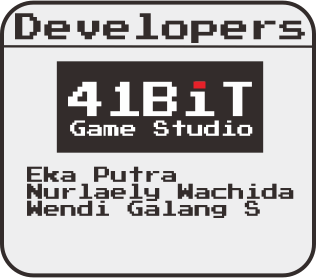 Developers
41BiT
Game Studio
Eka Putra
Nurlaely Wachida
Wendi Galang S